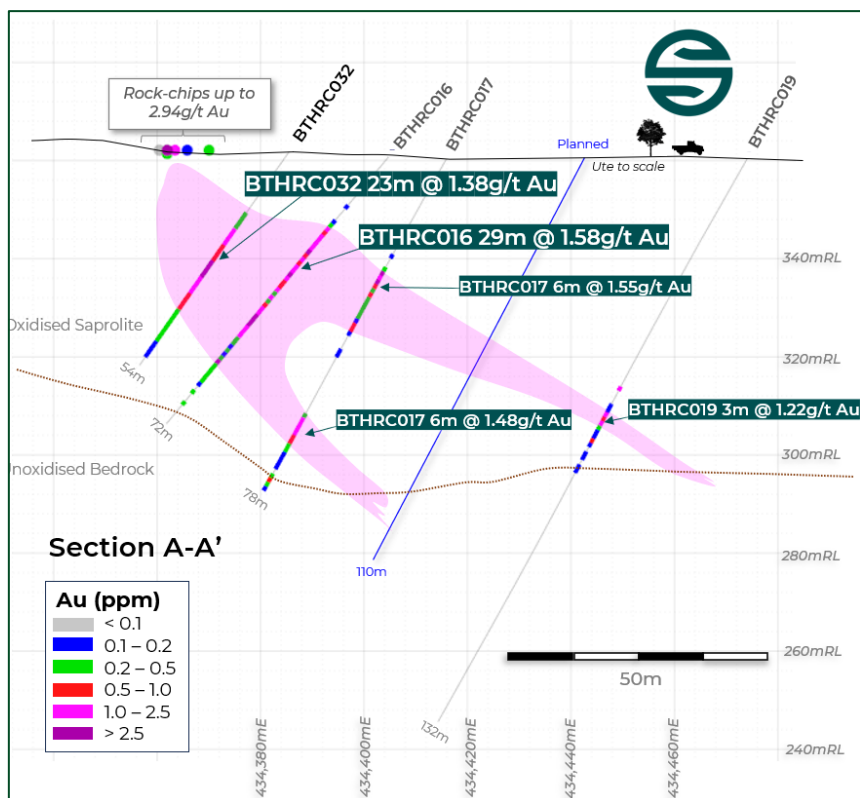 Rock-chips up to
2.94g/t Au
BTHRC032
BTHRC016
BTHRC017
Planned
BTHRC019
Ute to scale
BTHRC032 23m @ 1.38g/t Au
BTHRC016 29m @ 1.58g/t Au
340mRL
BTHRC017 6m @ 1.55g/t Au
Oxidised Saprolite
320mRL
54m
BTHRC019 3m @ 1.22g/t Au
72m
BTHRC017 6m @ 1.48g/t Au
300mRL
Unoxidised Bedrock
78m
Section A-A’
280mRL
110m
Au (ppm)
< 0.1
0.1 – 0.2
0.2 – 0.5
0.5 – 1.0
1.0 – 2.5
> 2.5
260mRL
50m
132m
240mRL
434,380mE
434,400mE
434,420mE
434,440mE
434,460mE